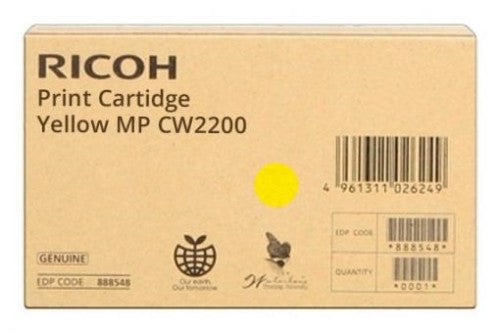 RICOH
Print Cartidge
Yellow MP CW2200
4 961311 026249
EDP CODE
*888548*
QUANTITY
*0001*
GENUINE
EDP CODE 888548
Our earth,
Our tomorrow